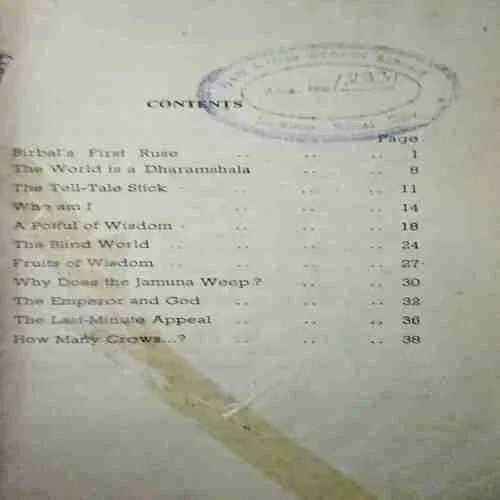 CONTENTS
(233)
Page
Birbal's First Ruse .. .. .. 1
The World is a Dharamshala .. .. .. 8
The Tell-Tale Stick .. .. .. 11
Who am I .. .. .. 14
A Potful of Wisdom .. .. .. 18
The Blind World .. .. .. .. 24
Fruits of Wisdom .. .. .. .. 27
Why Does the Jamuna Weep? .. .. .. 30
The Emperor and God .. .. .. 32
The Last-Minute Appeal .. .. .. 36
How Many Crows...? .. .. .. 38